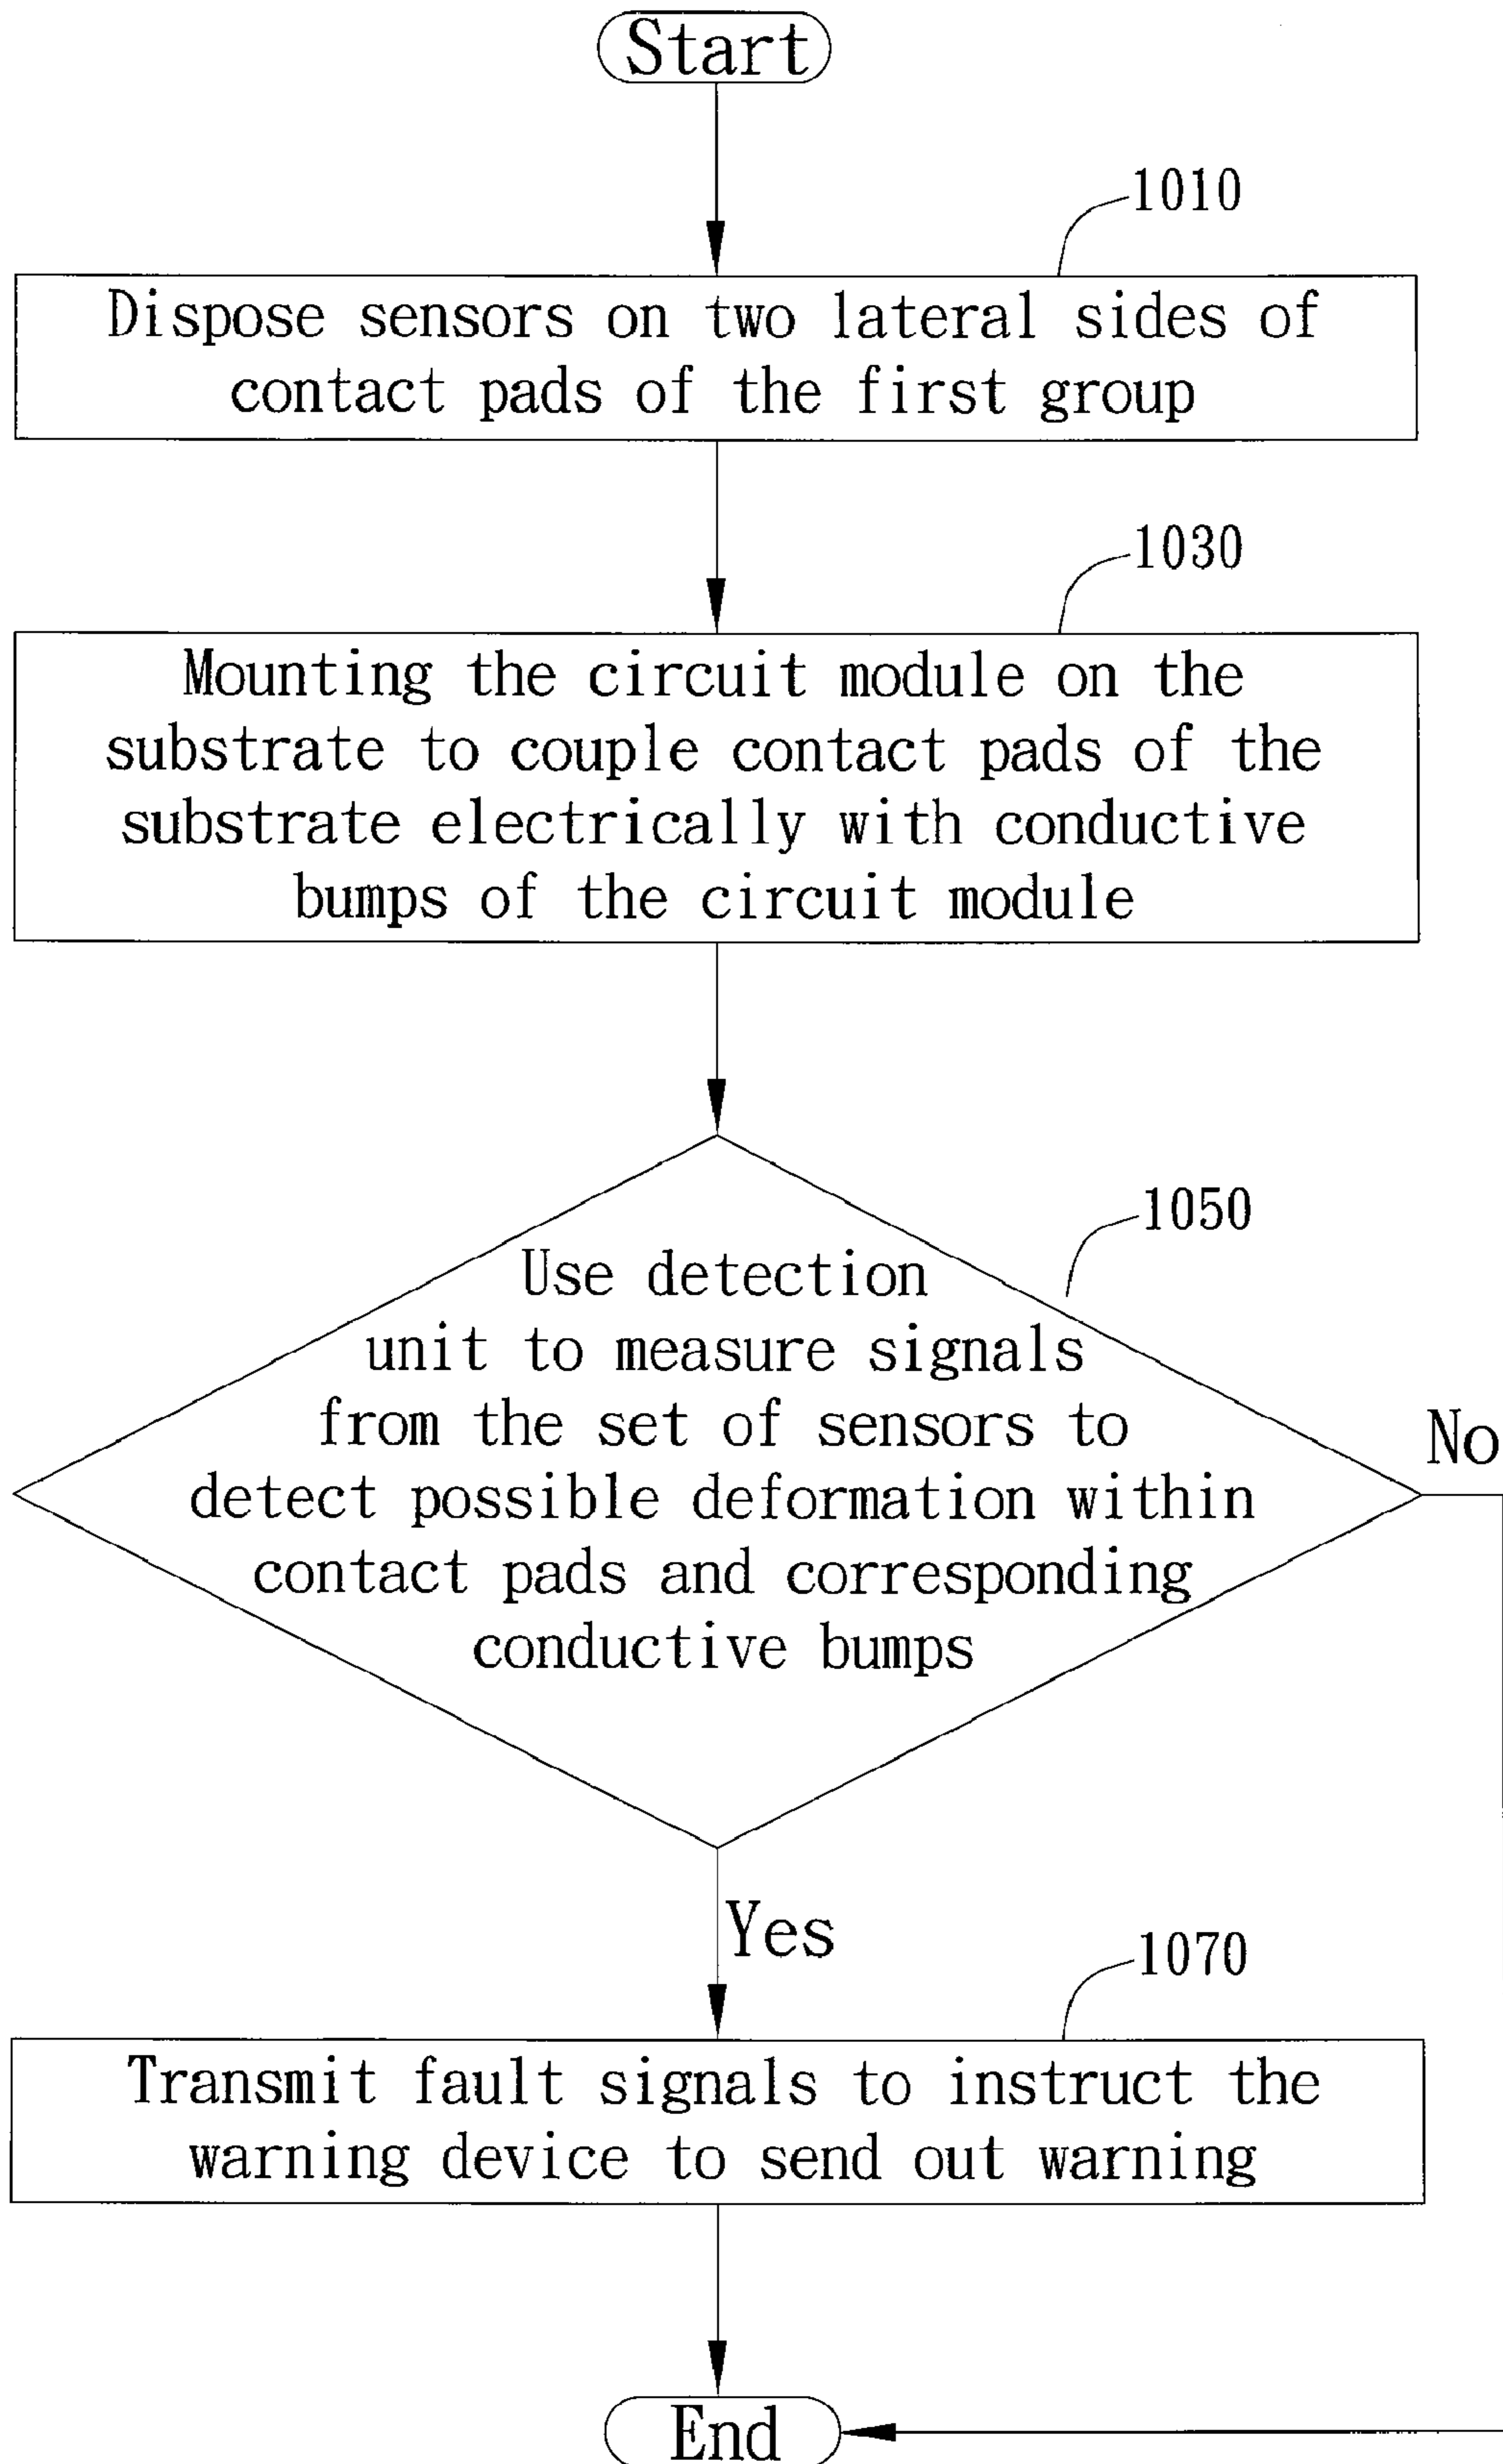 Start
1010
Dispose sensors on two lateral sides of
contact pads of the first group
1030
Mounting the circuit module on the
substrate to couple contact pads of the
substrate electrically with conductive
bumps of the circuit module
1050
Use detection
unit to measure signals
from the set of sensors to
detect possible deformation within
contact pads and corresponding
conductive bumps
No
Yes
1070
Transmit fault signals to instruct the
warning device to send out warning
End